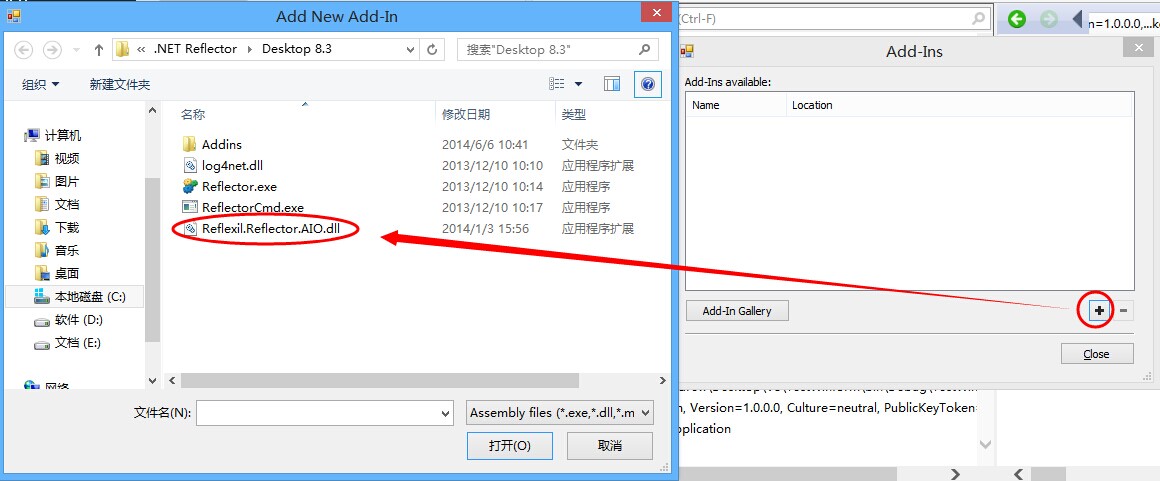 Add New Add-In
« .NET Reflector Desktop 8.3
搜索"Desktop 8.3"
组织 新建文件夹
名称 修改日期 类型
计算机
视频
图片
文档
下载
音乐
桌面
本地磁盘 (C:)
软件 (D:)
文档 (E:)
网络
Addins 2014/6/6 10:41 文件夹
log4net.dll 2013/12/10 10:10 应用程序扩展
Reflector.exe 2013/12/10 10:14 应用程序
ReflectorCmd.exe 2013/12/10 10:17 应用程序
Reflexil.Reflector.AIO.dll 2014/1/3 15:56 应用程序扩展
文件名(N):
Assembly files (*.exe,*.dll,*.m
打开(O) 取消
(Ctrl-F)
n=1.0.0.0,...k
Add-Ins
Add-Ins available:
Name Location
Add-In Gallery
Close
, Version=1.0.0.0, Culture=neutral, PublicKeyToken=
pplication